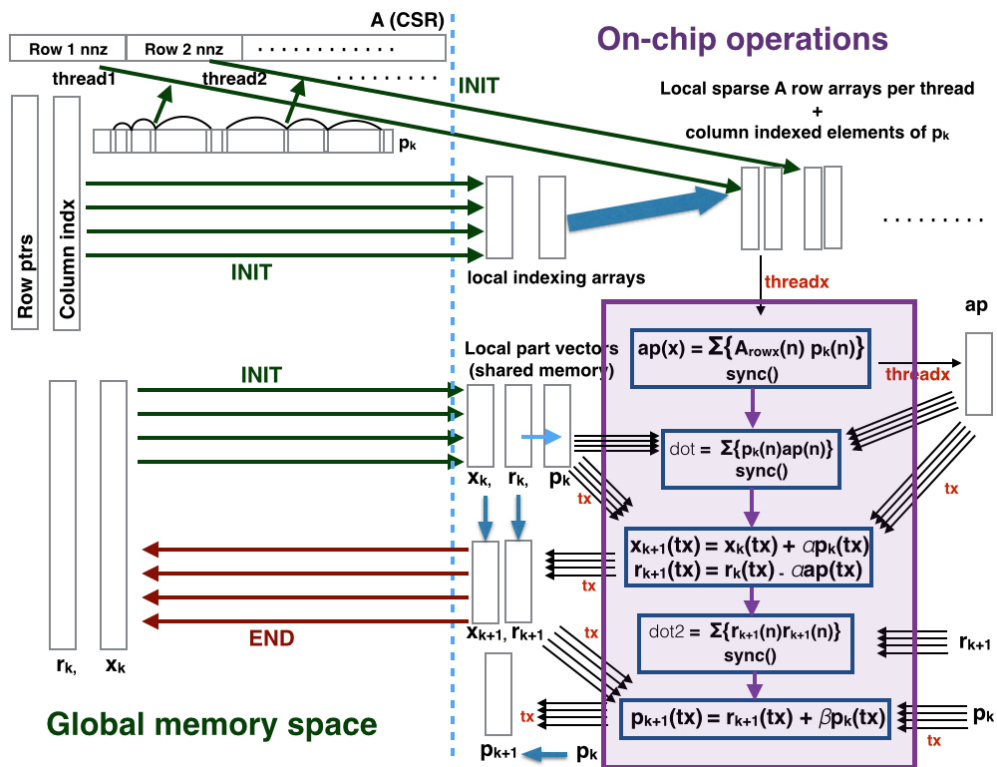 A (CSR)
On-chip operations
Row 1 nnz
Row 2 nnz
. . . . . . . . . . . .
thread1
thread2
. . . . . . . . .
INIT
Local sparse A row arrays per thread
+
column indexed elements of pk
pk
Row ptrs
Column indx
. . . . . . . . .
INIT
local indexing arrays
threadx
ap
Local part vectors
(shared memory)
INIT
ap(x) = Σ{Arowx(n) pk(n)}
sync()
threadx
dot = Σ{pk(n)ap(n)}
sync()
xk, rk, pk
tx
tx
xk+1(tx) = xk(tx) + αpk(tx)
rk+1(tx) = rk(tx) - αap(tx)
tx
END
xk+1, rk+1
tx
dot2 = Σ{rk+1(n)rk+1(n)}
sync()
rk+1
rk, xk
Global memory space
tx
pk+1(tx) = rk+1(tx) + βpk(tx)
pk
tx
pk+1
pk